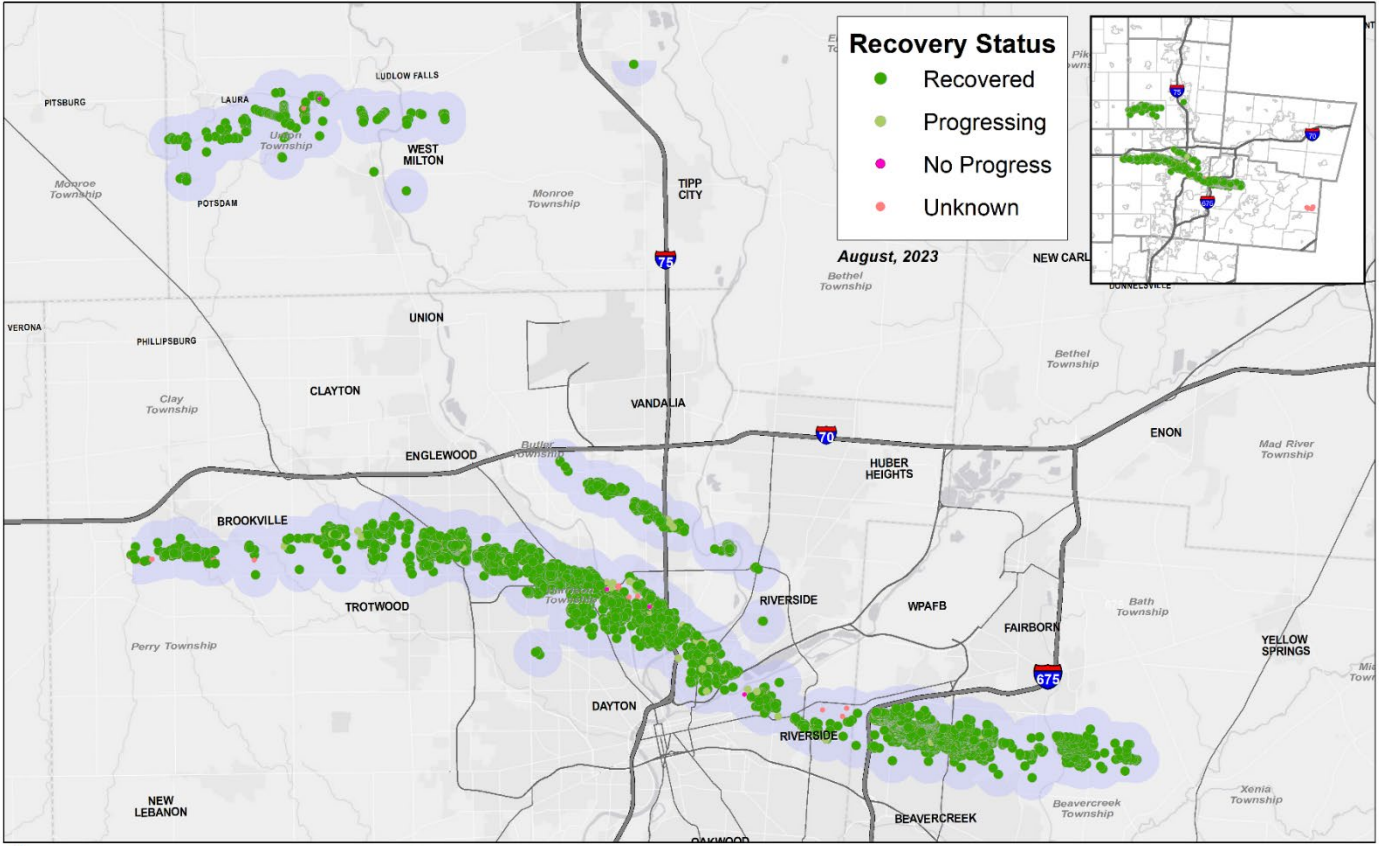 Recovery Status
Recovered
Progressing
No Progress
Unknown
August, 2023
75
70
675
PITSBURG
LAURA
LUDLOW FALLS
Union
Township
WEST
MILTON
Monroe
Township
POTSDAM
Monroe
Township
TIPP
CITY
75
NEW CARL
DONNELSVILLE
Bethel
Township
VERONA
PHILLIPSBURG
UNION
Bethel
Township
CLAYTON
Clay
Township
VANDALIA
ENGLEWOOD
Butler
Township
70
HUBER
HEIGHTS
ENON
Mad River
Township
BROOKVILLE
TROTWOOD
Harrison
Township
RIVERSIDE
WPAFB
FAIRBORN
Bath
Township
YELLOW
SPRINGS
Perry Township
675
DAYTON
RIVERSIDE
NEW
LEBANON
BEAVERCREEK
Beavercreek
Township
Xenia
Township
OAKWOOD